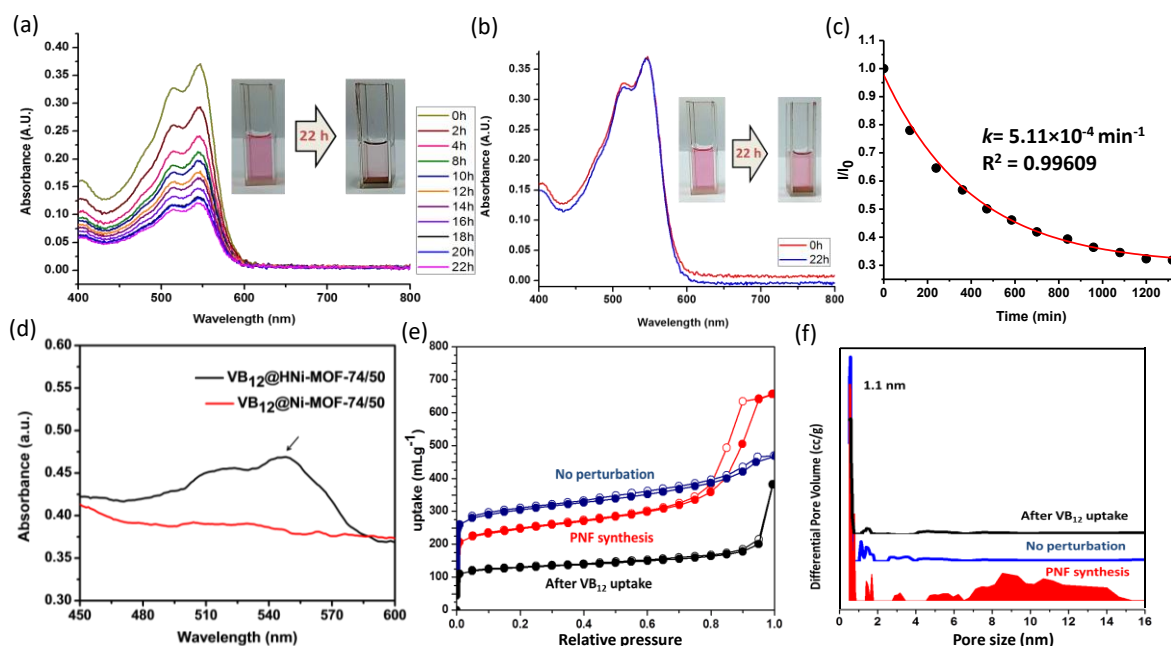 (a)
Absorbance (A.U.)
0.40
0.35
0.30
0.25
0.20
0.15
0.10
0.05
0.00
400
500
600
700
800
Wavelength (nm)
22 h
0h
2h
4h
8h
10h
12h
14h
16h
18h
20h
22h
(b)
Absorbance (A.U.)
0.35
0.30
0.25
0.20
0.15
0.10
0.05
0.00
400
500
600
700
800
Wavelength (nm)
22 h
0h
22h
(c)
I/I0
1.0
0.9
0.8
0.7
0.6
0.5
0.4
0.3
0
200
400
600
800
1000
1200
Time (min)
k= 5.11×10-4 min-1
R2 = 0.99609
(d)
Absorbance (a.u.)
0.60
0.55
0.50
0.45
0.40
0.35
0.30
450
480
510
540
570
600
Wavelength (nm)
VB12@HNi-MOF-74/50
VB12@Ni-MOF-74/50
(e)
uptake (mLg-1)
800
700
600
500
400
300
200
100
0
0.0
0.2
0.4
0.6
0.8
1.0
Relative pressure
No perturbation
PNF synthesis
After VB12 uptake
(f)
Differential Pore Volume (cc/g)
1.1 nm
After VB12 uptake
No perturbation
PNF synthesis
0
2
4
6
8
10
12
14
16
Pore size (nm)